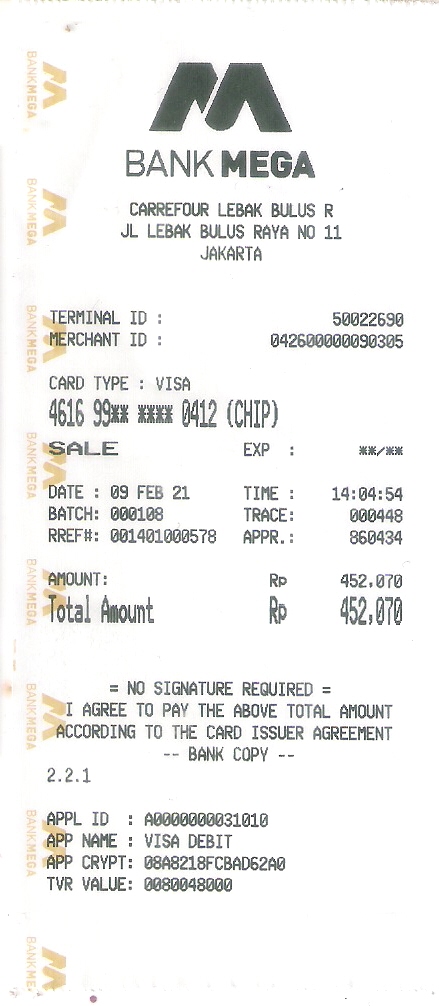 BANK MEGA
CARREFOUR LEBAK BULUS R
JL LEBAK BULUS RAYA NO 11
JAKARTA
TERMINAL ID : 50022690
MERCHANT ID : 042600000090305
CARD TYPE : VISA
4616 99** **** 0412 (CHIP)
SALE EXP : **/**
DATE : 09 FEB 21 TIME : 14:04:54
BATCH: 000108 TRACE: 000448
RREF#: 001401000578 APPR.: 860434
AMOUNT: Rp 452,070
Total Amount Rp 452,070
= NO SIGNATURE REQUIRED =
I AGREE TO PAY THE ABOVE TOTAL AMOUNT
ACCORDING TO THE CARD ISSUER AGREEMENT
-- BANK COPY --
2.2.1
APPL ID : A0000000031010
APP NAME : VISA DEBIT
APP CRYPT: 08A8218FCBAD62A0
TVR VALUE: 0080048000
BANKMEGA
BANKMEGA
BANKMEGA
BANKMEGA
BANKMEGA
BANKMEGA
BANKMEGA
BANKME